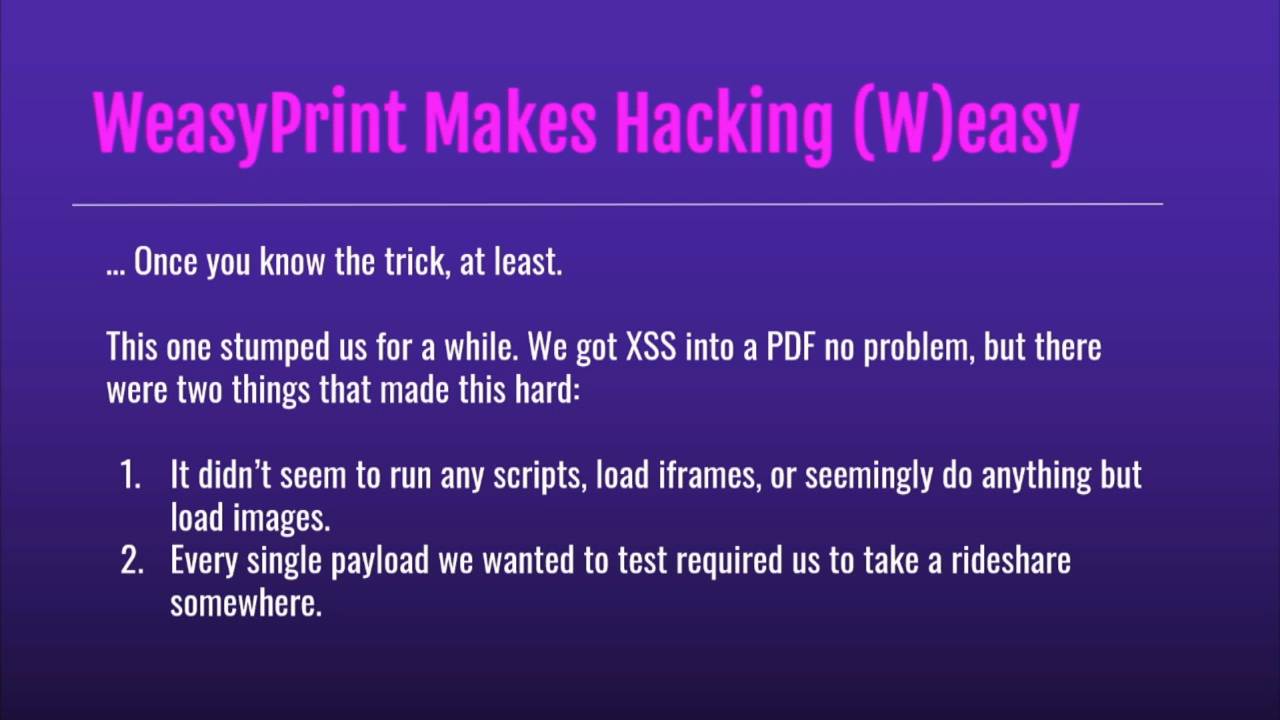 WeasyPrint Makes Hacking (W)easy
... Once you know the trick, at least.
This one stumped us for a while. We got XSS into a PDF no problem, but there
were two things that made this hard:
1. It didn’t seem to run any scripts, load iframes, or seemingly do anything but
load images.
2. Every single payload we wanted to test required us to take a rideshare
somewhere.